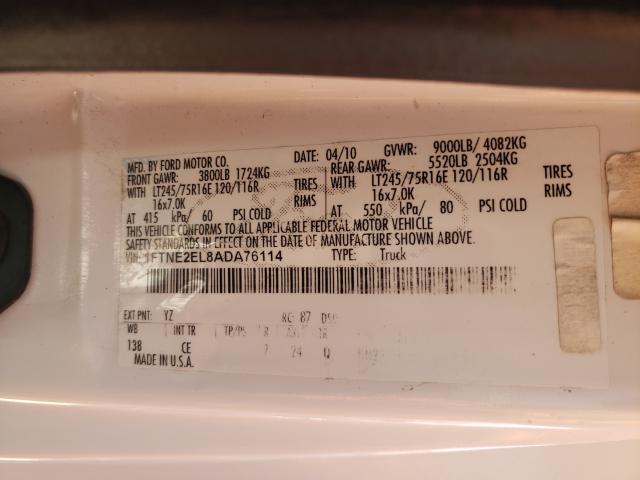 MFD. BY FORD MOTOR CO.
DATE: 04/10 GVWR: 9000LB/ 4082KG
FRONT GAWR: 3800LB 1724KG REAR GAWR: 5520LB 2504KG
WITH LT245/75R16E 120/116R TIRES WITH LT245/75R16E 120/116R TIRES
16x7.0K RIMS 16x7.0K RIMS
AT 415 kPa/ 60 PSI COLD AT 550 kPa/ 80 PSI COLD
THIS VEHICLE CONFORMS TO ALL APPLICABLE FEDERAL MOTOR VEHICLE
SAFETY STANDARDS IN EFFECT ON THE DATE OF MANUFACTURE SHOWN ABOVE.
VIN: 1FTNE2EL8ADA76114 TYPE: Truck
EXT PNT: YZ RC: 87
WB INT TR TP/PS R
138 CE 24 Q
MADE IN U.S.A.